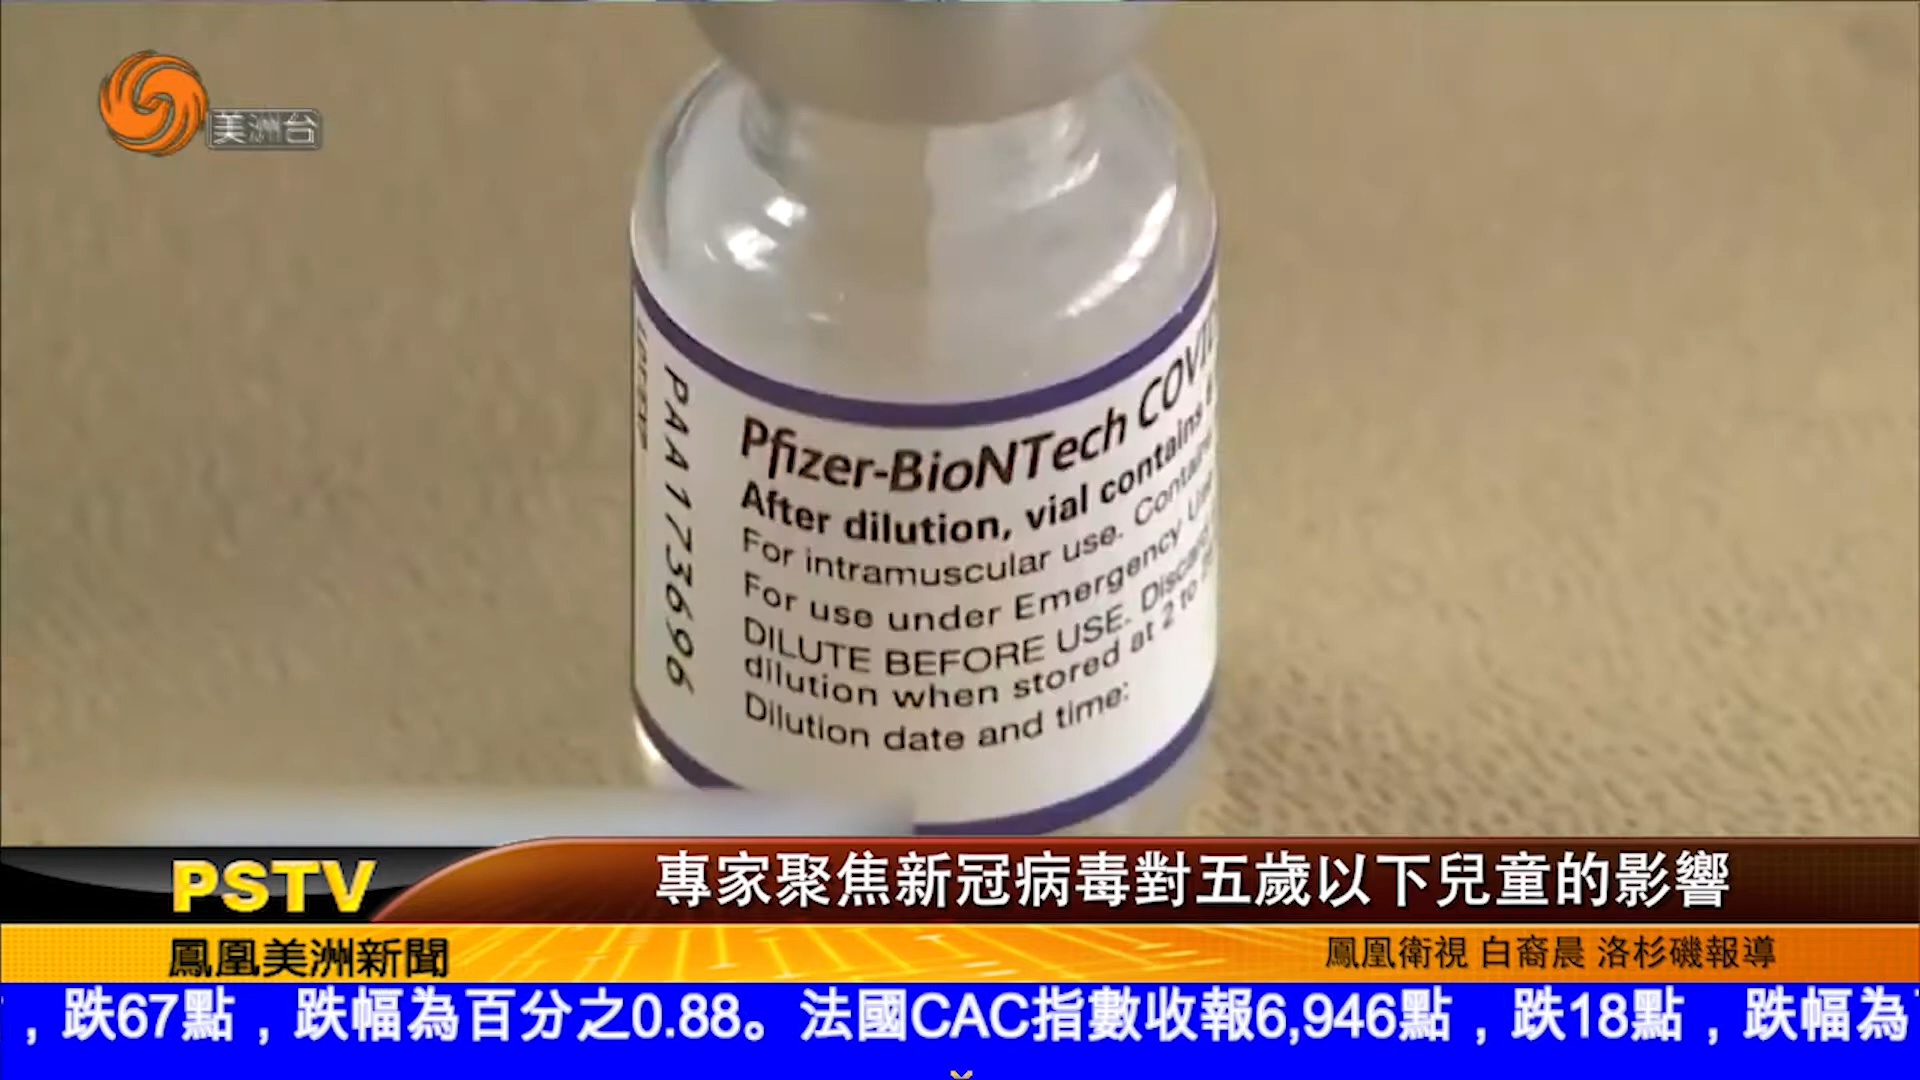 美洲台
PAA173696
Pfizer-BioNTech COVID
After dilution, vial contains 6
For intramuscular use. Contains
For use under Emergency Use
DILUTE BEFORE USE. Discard
dilution when stored at 2 to
Dilution date and time:
PSTV
專家聚焦新冠病毒對五歲以下兒童的影響
鳳凰美洲新聞
鳳凰衛視 白裔晨 洛杉磯報導
，跌67點，跌幅為百分之0.88。法國CAC指數收報6,946點，跌18點，跌幅為